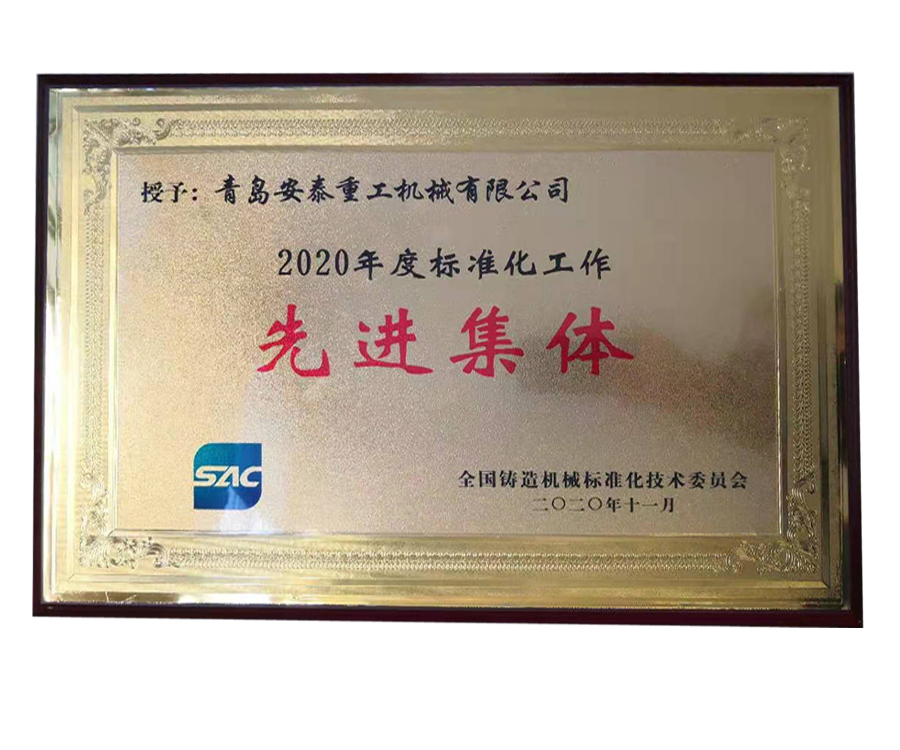 授予：青岛安泰重工机械有限公司
2020年度标准化工作
先进集体
SAC
全国铸造机械标准化技术委员会
二〇二〇年十一月